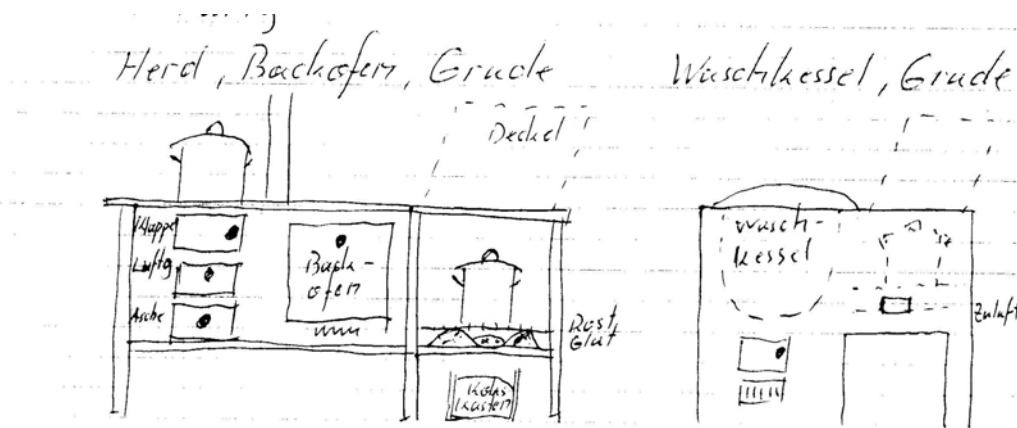 Herd, Backofen, Grude
Waschkessel, Grude
Deckel
Klappe
Luftg
Asche
Back-
ofen
Rost
Glut
Koks
kasten
Wasch-
kessel
Zuluft